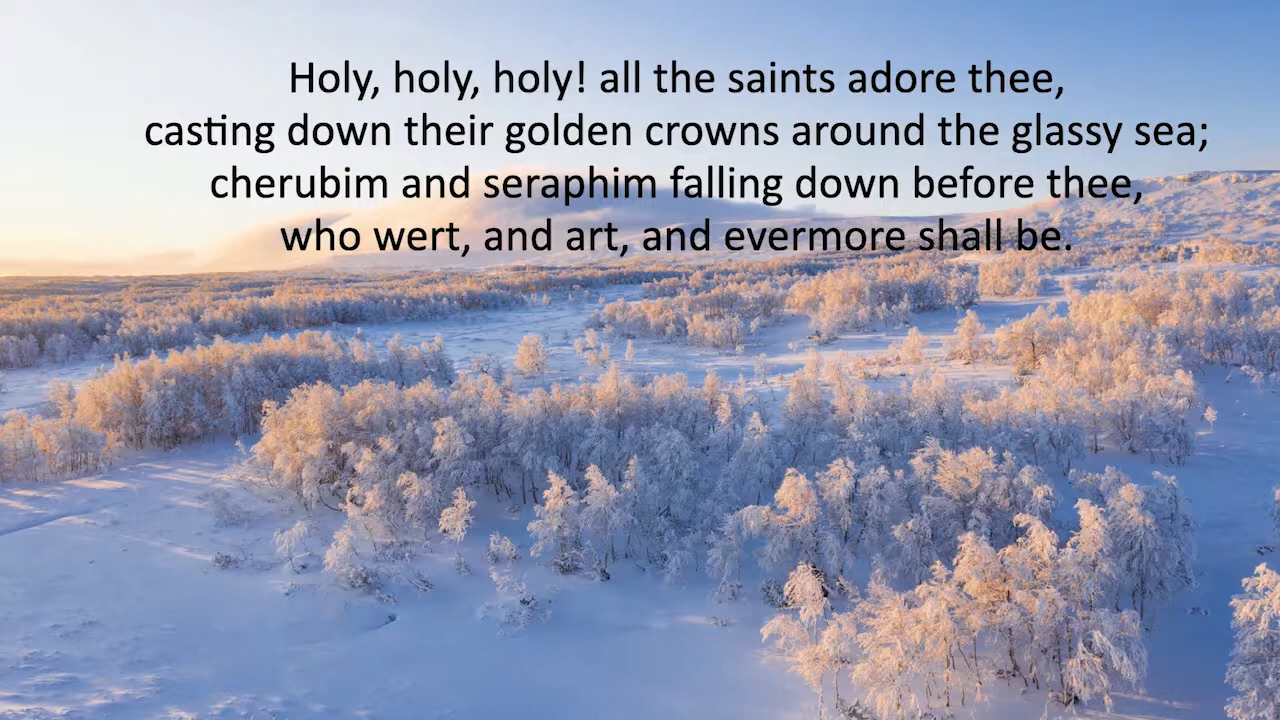 Holy, holy, holy! all the saints adore thee,
casting down their golden crowns around the glassy sea;
cherubim and seraphim falling down before thee,
who wert, and art, and evermore shall be.